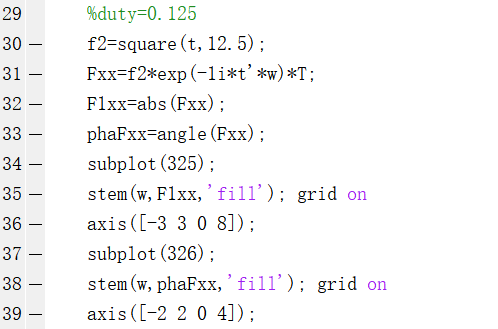 29 %duty=0.125
30 — f2=square(t,12.5);
31 — Fxx=f2*exp(-1i*t'*w)*T;
32 — F1xx=abs(Fxx);
33 — phaFxx=angle(Fxx);
34 — subplot(325);
35 — stem(w,F1xx,'fill'); grid on
36 — axis([-3 3 0 8]);
37 — subplot(326);
38 — stem(w,phaFxx,'fill'); grid on
39 — axis([-2 2 0 4]);